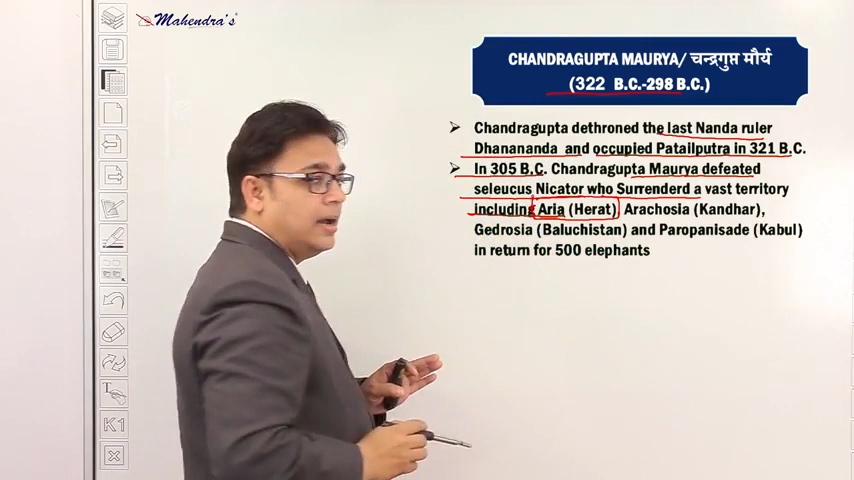 Mahendra's
CHANDRAGUPTA MAURYA/ चन्द्रगुप्त मौर्य
(322 B.C.-298 B.C.)
Chandragupta dethroned the last Nanda ruler
Dhanananda and occupied Patailputra in 321 B.C.
In 305 B.C. Chandragupta Maurya defeated
seleucus Nicator who Surrenderd a vast territory
including Aria (Herat), Arachosia (Kandhar),
Gedrosia (Baluchistan) and Paropanisade (Kabul)
in return for 500 elephants
T
K1